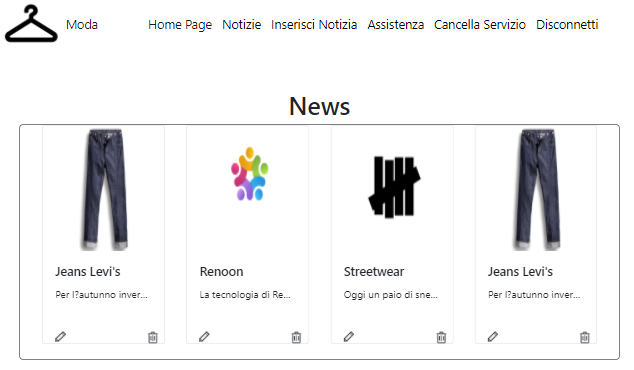 Moda Home Page Notizie Inserisci Notizia Assistenza Cancella Servizio Disconnetti
News
Jeans Levi's Renoon Streetwear Jeans Levi's
Per l?autunno inver... La tecnologia di Re... Oggi un paio di sne... Per l?autunno inver...